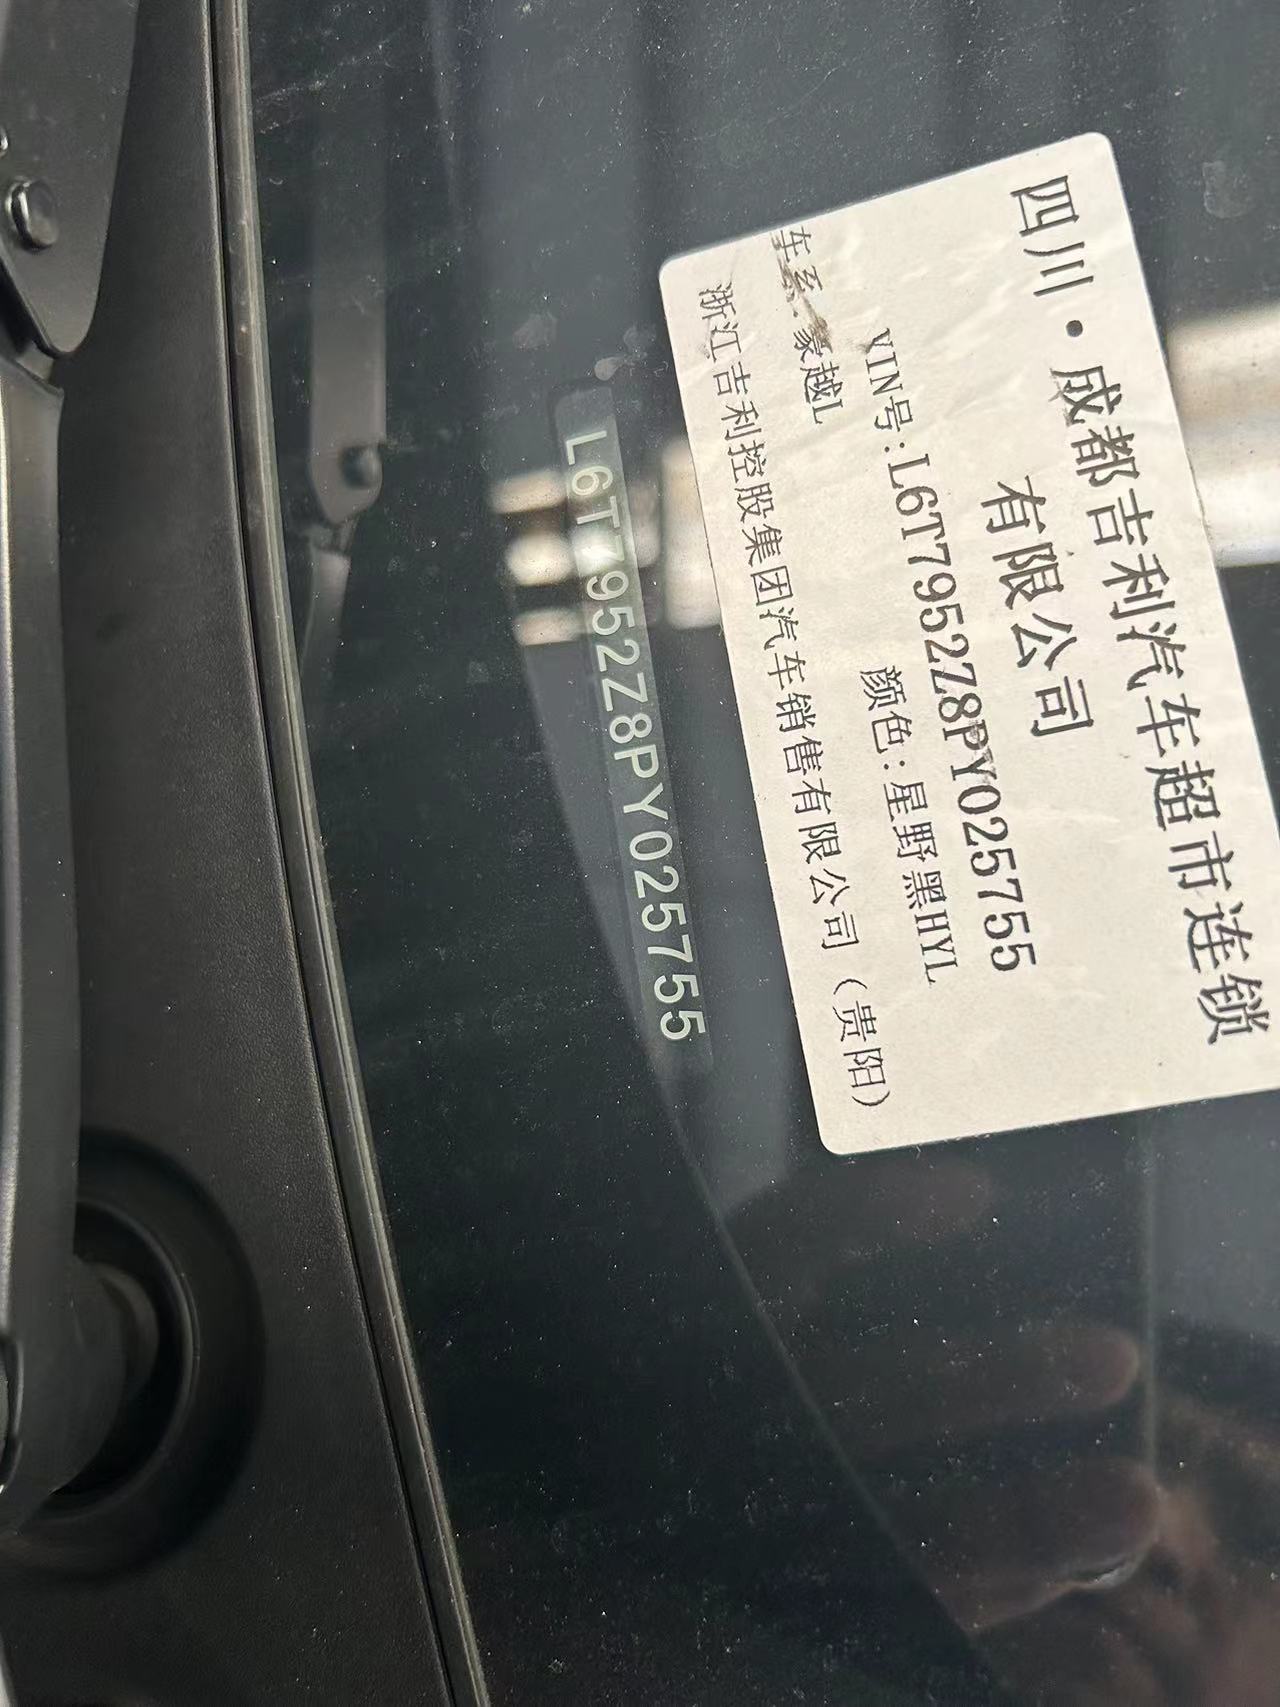 四川·成都吉利汽车超市连锁
有限公司
VIN号:L6T7952Z8PY025755
颜色:星野黑HYL
车系:豪越L
浙江吉利控股集团汽车销售有限公司(贵阳)
L6T7952Z8PY025755